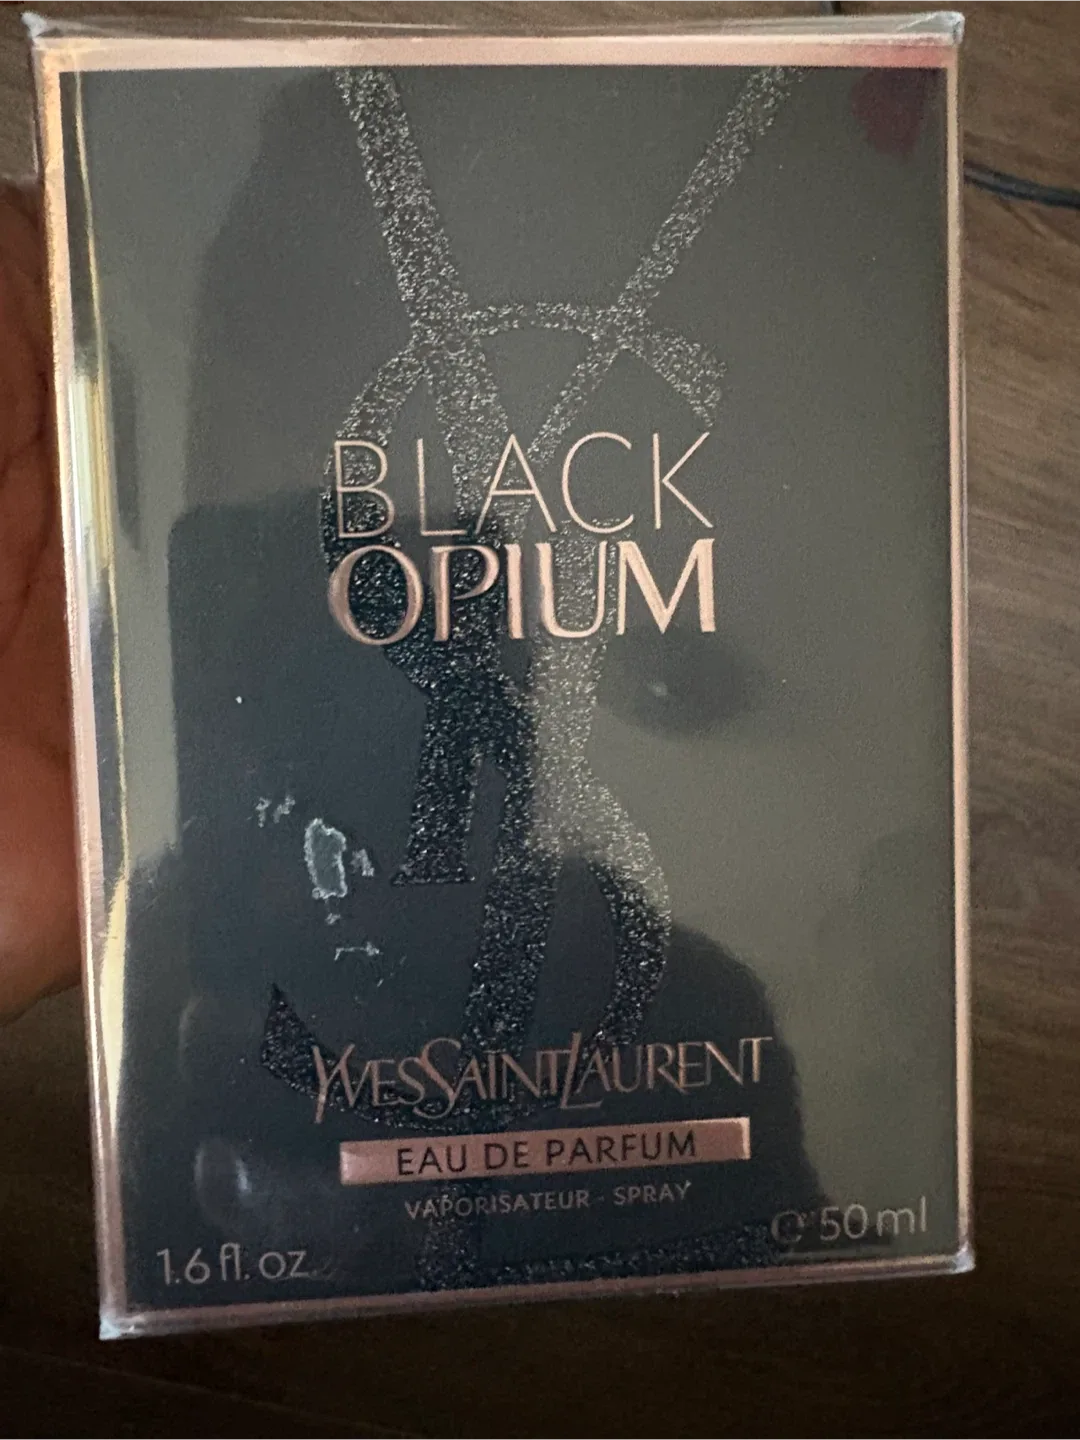 BLACK
OPIUM
YVESSAINTLAURENT
EAU DE PARFUM
VAPORISATEUR - SPRAY
℮ 50 ml
1.6 fl. oz.